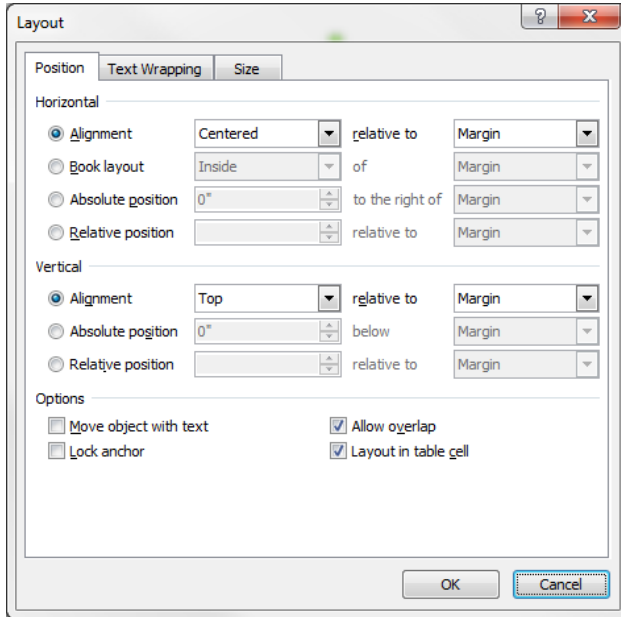 Layout
Position Text Wrapping Size
Horizontal
Alignment Centered relative to Margin
Book layout Inside of Margin
Absolute position 0" to the right of Margin
Relative position relative to Margin
Vertical
Alignment Top relative to Margin
Absolute position 0" below Margin
Relative position relative to Margin
Options
Move object with text Allow overlap
Lock anchor Layout in table cell
OK Cancel